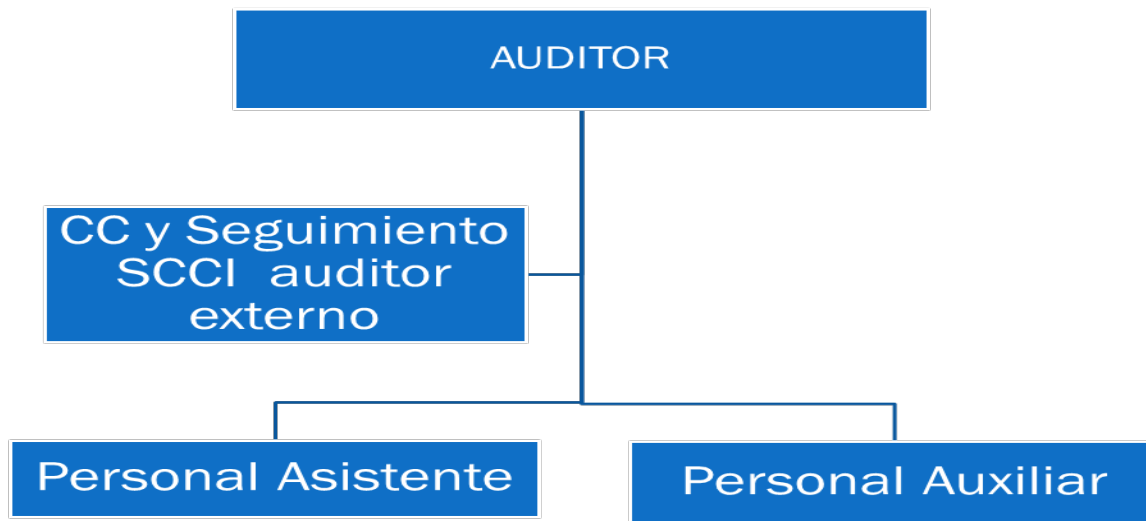 AUDITOR
CC y Seguimiento
SCCI auditor
externo
Personal Asistente
Personal Auxiliar